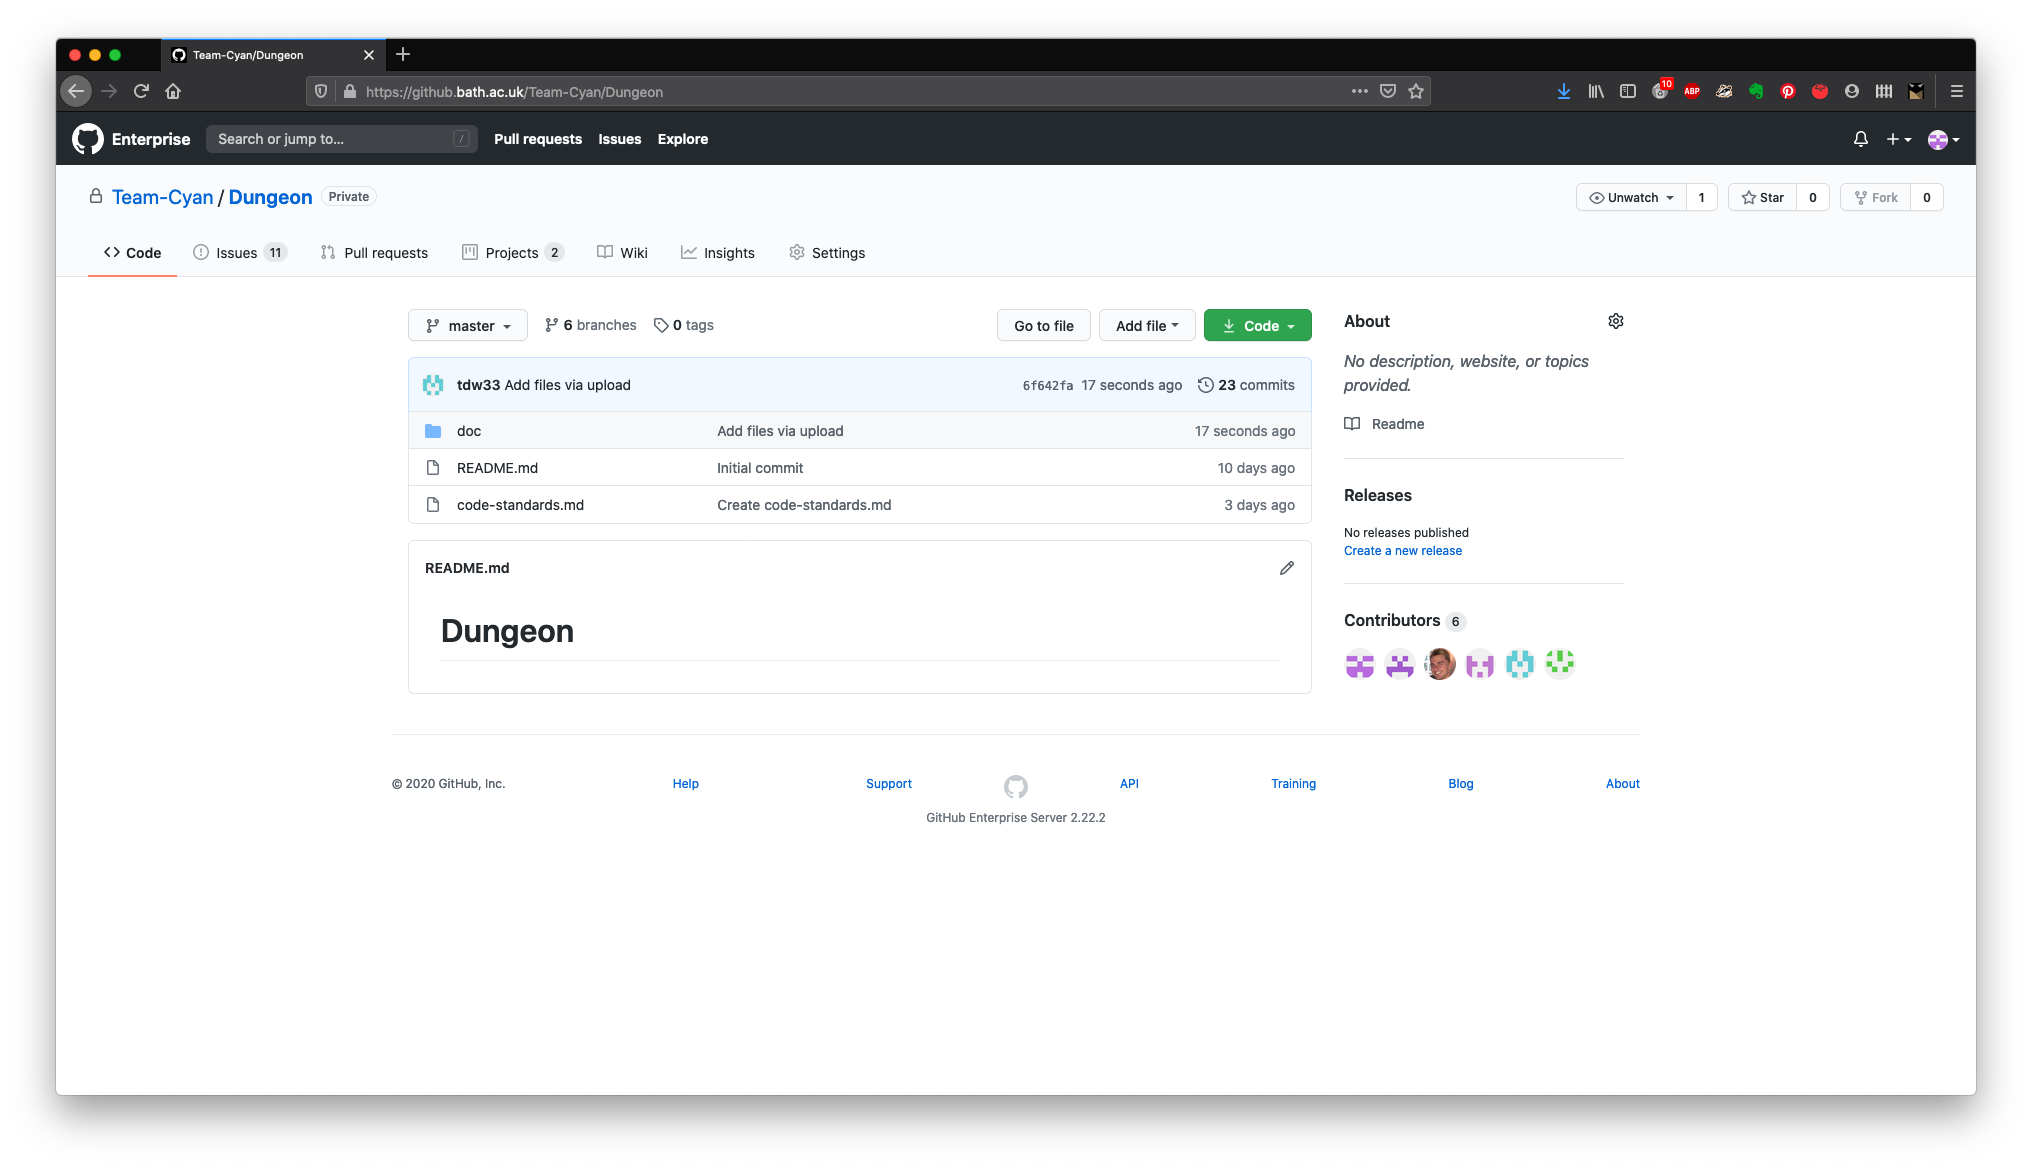 Team-Cyan/Dungeon
https://github.bath.ac.uk/Team-Cyan/Dungeon
10
ABP
Enterprise
Search or jump to...
/
Pull requests
Issues
Explore
Team-Cyan / Dungeon
Private
Unwatch
1
Star
0
Fork
0
Code
Issues 11
Pull requests
Projects 2
Wiki
Insights
Settings
master
6 branches
0 tags
Go to file
Add file
Code
tdw33 Add files via upload
6f642fa 17 seconds ago
23 commits
doc
Add files via upload
17 seconds ago
README.md
Initial commit
10 days ago
code-standards.md
Create code-standards.md
3 days ago
README.md
Dungeon
About
No description, website, or topics
provided.
Readme
Releases
No releases published
Create a new release
Contributors 6
© 2020 GitHub, Inc.
Help
Support
API
Training
Blog
About
GitHub Enterprise Server 2.22.2